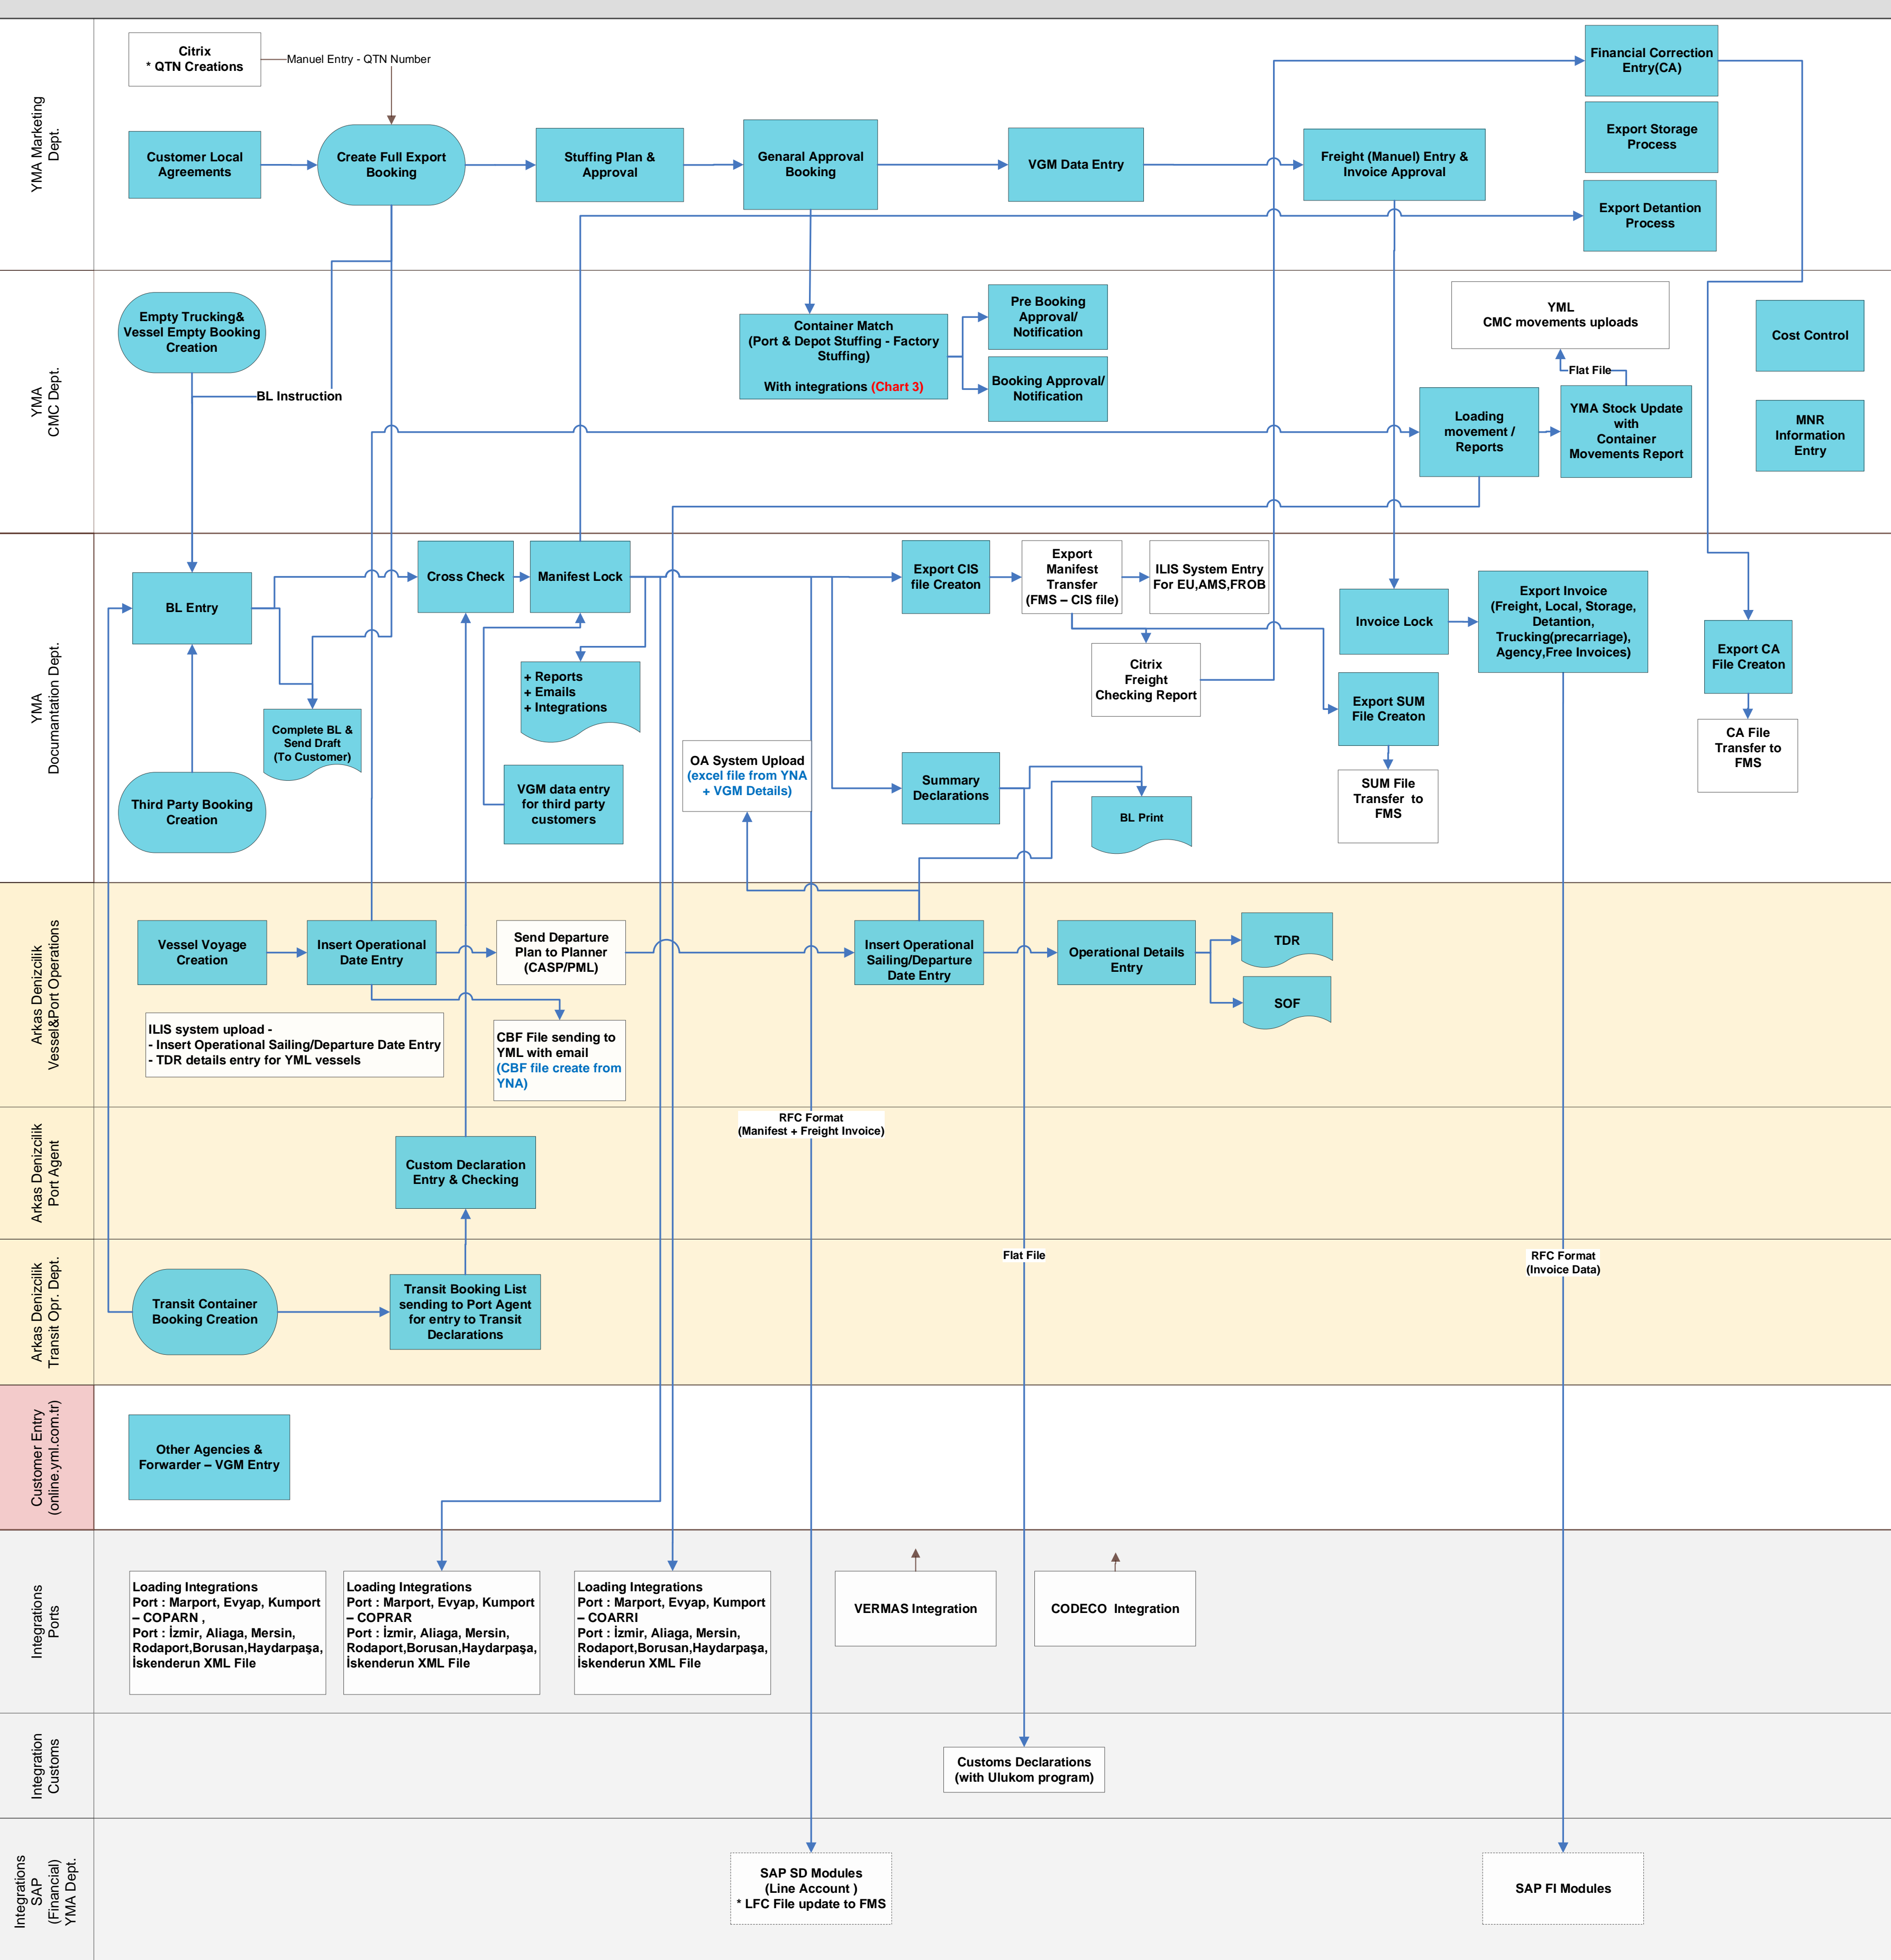 YMA Marketing
Dept.
Citrix
* QTN Creations
Manuel Entry - QTN Number
Customer Local
Agreements
Create Full Export
Booking
Stuffing Plan &
Approval
Genaral Approval
Booking
VGM Data Entry
Freight (Manuel) Entry &
Invoice Approval
Financial Correction
Entry(CA)
Export Storage
Process
Export Detantion
Process
YMA
CMC Dept.
Empty Trucking&
Vessel Empty Booking
Creation
BL Instruction
Container Match
(Port & Depot Stuffing - Factory
Stuffing)
With integrations (Chart 3)
Pre Booking
Approval/
Notification
Booking Approval/
Notification
YML
CMC movements uploads
Flat File
Loading
movement /
Reports
YMA Stock Update
with
Container
Movements Report
Cost Control
MNR
Information
Entry
YMA
Documantation Dept.
BL Entry
Cross Check
Manifest Lock
Export CIS
file Creaton
Export
Manifest
Transfer
(FMS – CIS file)
ILIS System Entry
For EU,AMS,FROB
Invoice Lock
Export Invoice
(Freight, Local, Storage,
Detantion,
Trucking(precarriage),
Agency,Free Invoices)
Export CA
File Creaton
+ Reports
+ Emails
+ Integrations
Citrix
Freight
Checking Report
Export SUM
File Creaton
Complete BL &
Send Draft
(To Customer)
CA File
Transfer to
FMS
OA System Upload
(excel file from YNA
+ VGM Details)
Third Party Booking
Creation
VGM data entry
for third party
customers
Summary
Declarations
BL Print
SUM File
Transfer to
FMS
Arkas Denizcilik
Vessel&Port Operations
Vessel Voyage
Creation
Insert Operational
Date Entry
Send Departure
Plan to Planner
(CASP/PML)
Insert Operational
Sailing/Departure
Date Entry
Operational Details
Entry
TDR
SOF
ILIS system upload -
- Insert Operational Sailing/Departure Date Entry
- TDR details entry for YML vessels
CBF File sending to
YML with email
(CBF file create from
YNA)
Arkas Denizcilik
Port Agent
RFC Format
(Manifest + Freight Invoice)
Custom Declaration
Entry & Checking
Arkas Denizcilik
Transit Opr. Dept.
Flat File
RFC Format
(Invoice Data)
Transit Container
Booking Creation
Transit Booking List
sending to Port Agent
for entry to Transit
Declarations
Customer Entry
(online.yml.com.tr)
Other Agencies &
Forwarder – VGM Entry
Integrations
Ports
Loading Integrations
Port : Marport, Evyap, Kumport
– COPARN ,
Port : İzmir, Aliaga, Mersin,
Rodaport,Borusan,Haydarpaşa,
İskenderun XML File
Loading Integrations
Port : Marport, Evyap, Kumport
– COPRAR
Port : İzmir, Aliaga, Mersin,
Rodaport,Borusan,Haydarpaşa,
İskenderun XML File
Loading Integrations
Port : Marport, Evyap, Kumport
– COARRI
Port : İzmir, Aliaga, Mersin,
Rodaport,Borusan,Haydarpaşa,
İskenderun XML File
VERMAS Integration
CODECO Integration
Integration
Customs
Customs Declarations
(with Ulukom program)
Integrations
SAP
(Financial)
YMA Dept.
SAP SD Modules
(Line Account )
* LFC File update to FMS
SAP FI Modules